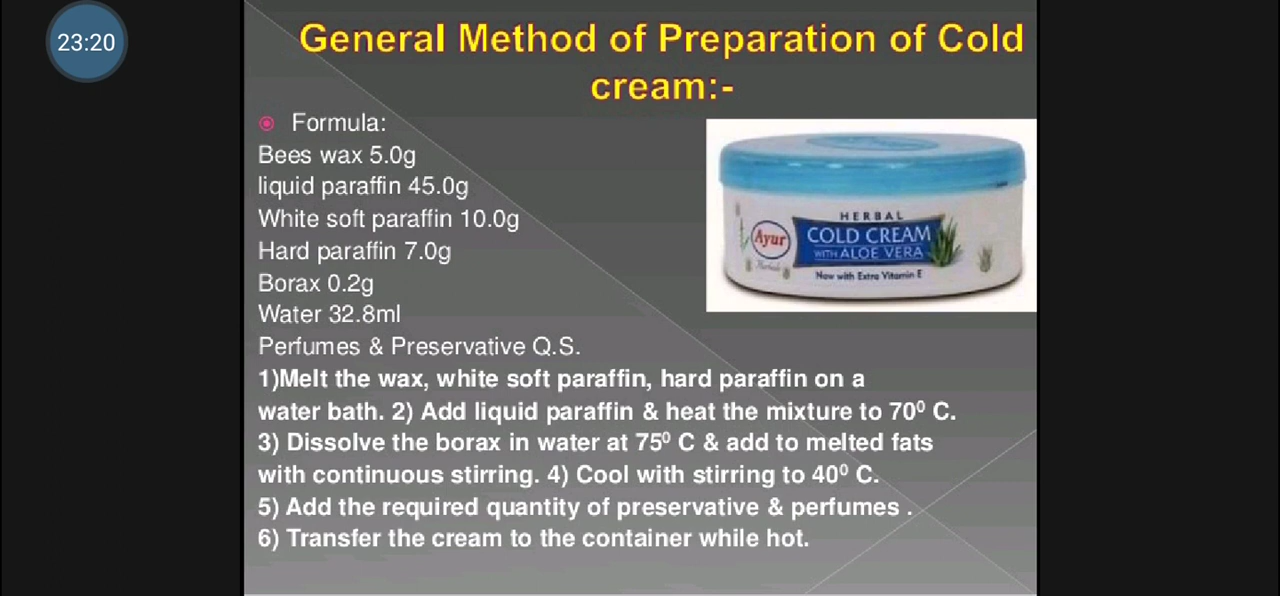 23:20
General Method of Preparation of Cold
cream:-
Formula:
Bees wax 5.0g
liquid paraffin 45.0g
White soft paraffin 10.0g
Hard paraffin 7.0g
Borax 0.2g
Water 32.8ml
Perfumes & Preservative Q.S.
1)Melt the wax, white soft paraffin, hard paraffin on a
water bath. 2) Add liquid paraffin & heat the mixture to 70⁰ C.
3) Dissolve the borax in water at 75⁰ C & add to melted fats
with continuous stirring. 4) Cool with stirring to 40⁰ C.
5) Add the required quantity of preservative & perfumes .
6) Transfer the cream to the container while hot.
HERBAL
Ayur
Herbals
COLD CREAM
WITH ALOE VERA
Now with Extra Vitamin E